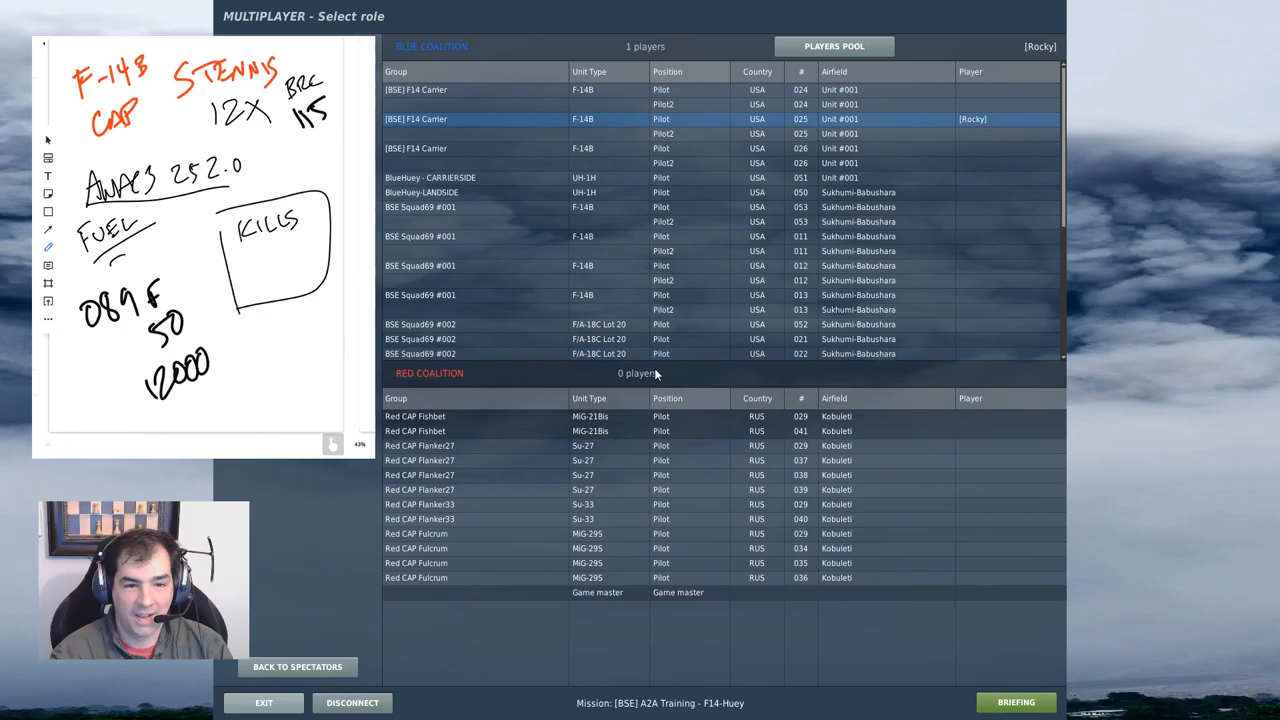 MULTIPLAYER - Select role
BLUE COALITION 1 players PLAYERS POOL [Rocky]
Group Unit Type Position Country # Airfield Player
[BSE] F14 Carrier F-14B Pilot USA 024 Unit #001
Pilot2 USA 024 Unit #001
[BSE] F14 Carrier F-14B Pilot USA 025 Unit #001 [Rocky]
Pilot2 USA 025 Unit #001
[BSE] F14 Carrier F-14B Pilot USA 026 Unit #001
Pilot2 USA 026 Unit #001
BlueHuey - CARRIERSIDE UH-1H Pilot USA 051 Unit #001
BlueHuey-LANDSIDE UH-1H Pilot USA 050 Sukhumi-Babushara
BSE Squad69 #001 F-14B Pilot USA 053 Sukhumi-Babushara
Pilot2 USA 053 Sukhumi-Babushara
BSE Squad69 #001 F-14B Pilot USA 011 Sukhumi-Babushara
Pilot2 USA 011 Sukhumi-Babushara
BSE Squad69 #001 F-14B Pilot USA 012 Sukhumi-Babushara
Pilot2 USA 012 Sukhumi-Babushara
BSE Squad69 #001 F-14B Pilot USA 013 Sukhumi-Babushara
Pilot2 USA 013 Sukhumi-Babushara
BSE Squad69 #002 F/A-18C Lot 20 Pilot USA 052 Sukhumi-Babushara
BSE Squad69 #002 F/A-18C Lot 20 Pilot USA 021 Sukhumi-Babushara
BSE Squad69 #002 F/A-18C Lot 20 Pilot USA 022 Sukhumi-Babushara
RED COALITION 0 players
Group Unit Type Position Country # Airfield Player
Red CAP Fishbet MiG-21Bis Pilot RUS 029 Kobuleti
Red CAP Fishbet MiG-21Bis Pilot RUS 041 Kobuleti
Red CAP Flanker27 Su-27 Pilot RUS 029 Kobuleti
Red CAP Flanker27 Su-27 Pilot RUS 037 Kobuleti
Red CAP Flanker27 Su-27 Pilot RUS 038 Kobuleti
Red CAP Flanker27 Su-27 Pilot RUS 039 Kobuleti
Red CAP Flanker33 Su-33 Pilot RUS 029 Kobuleti
Red CAP Flanker33 Su-33 Pilot RUS 040 Kobuleti
Red CAP Fulcrum MiG-29S Pilot RUS 029 Kobuleti
Red CAP Fulcrum MiG-29S Pilot RUS 034 Kobuleti
Red CAP Fulcrum MiG-29S Pilot RUS 035 Kobuleti
Red CAP Fulcrum MiG-29S Pilot RUS 036 Kobuleti
Game master Game master
BACK TO SPECTATORS
EXIT DISCONNECT Mission: [BSE] A2A Training - F14-Huey BRIEFING
F-14B STENNIS
CAP 12X BRC
115
AWACS 252.0
FUEL KILLS
089 F
50
12000
43%